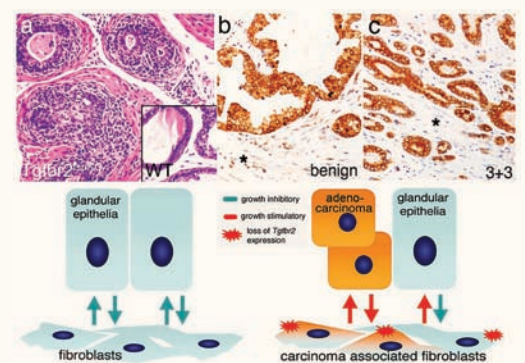 a
b
c
Tgfbr2
WT
*
benign
*
3+3
glandular
epithelia
growth inhibitory
growth stimulatory
loss of Tgfbr2
expression
adeno-
carcinoma
glandular
epithelia
fibroblasts
carcinoma associated fibroblasts